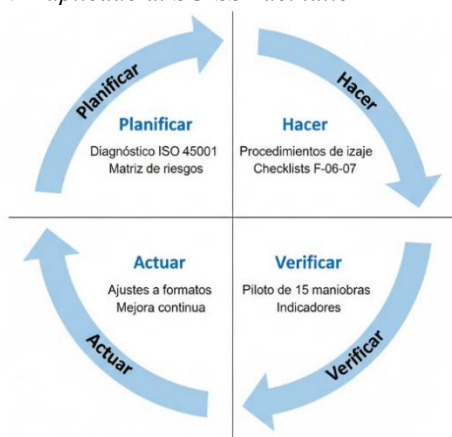 Planificar
Hacer
Planificar
Diagnóstico ISO 45001
Matriz de riesgos
Hacer
Procedimientos de izaje
Checklists F-06-07
Actuar
Ajustes a formatos
Mejora continua
Verificar
Piloto de 15 maniobras
Indicadores
Actuar
Verificar